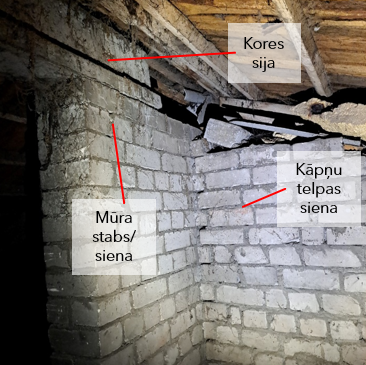 Kores
sija
Kāpņu
telpas
siena
Mūra
stabs/
siena